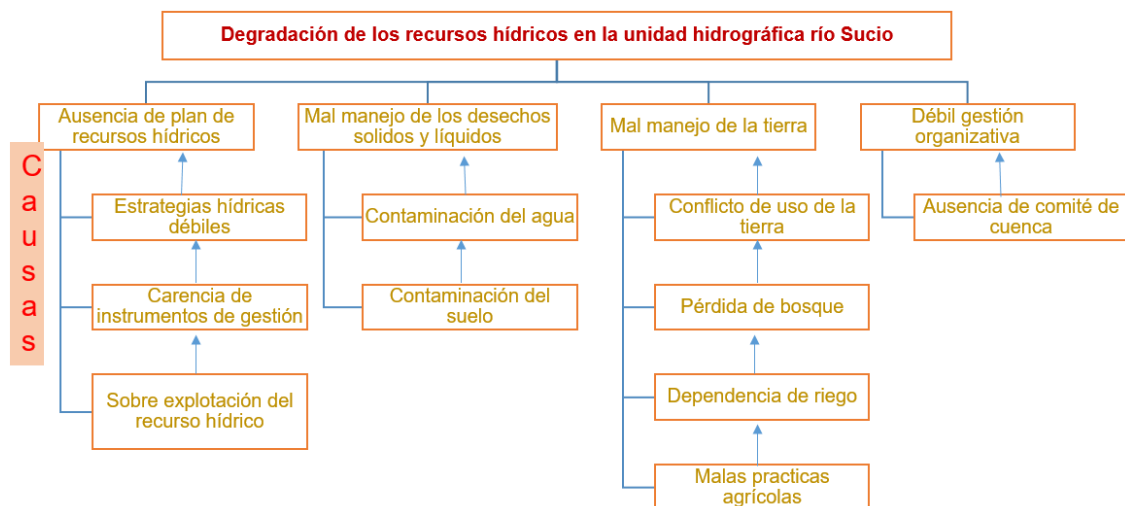 Degradación de los recursos hídricos en la unidad hidrográfica río Sucio
Causas
Ausencia de plan de
recursos hídricos
Estrategias hídricas
débiles
Carencia de
instrumentos de gestión
Sobre explotación del
recurso hídrico
Mal manejo de los desechos
solidos y líquidos
Contaminación del agua
Contaminación del
suelo
Mal manejo de la tierra
Conflicto de uso de la
tierra
Pérdida de bosque
Dependencia de riego
Malas practicas
agrícolas
Débil gestión
organizativa
Ausencia de comité de
cuenca